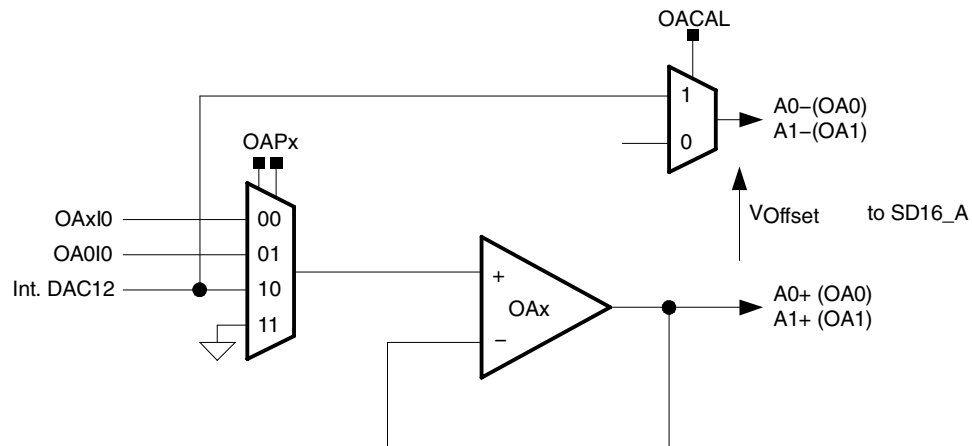 OACAL
1
0
A0−(OA0)
A1−(OA1)
OAPx
OAxI0
00
OA0I0
01
Int. DAC12
10
11
VOffset
to SD16_A
+
OAx
−
A0+ (OA0)
A1+ (OA1)